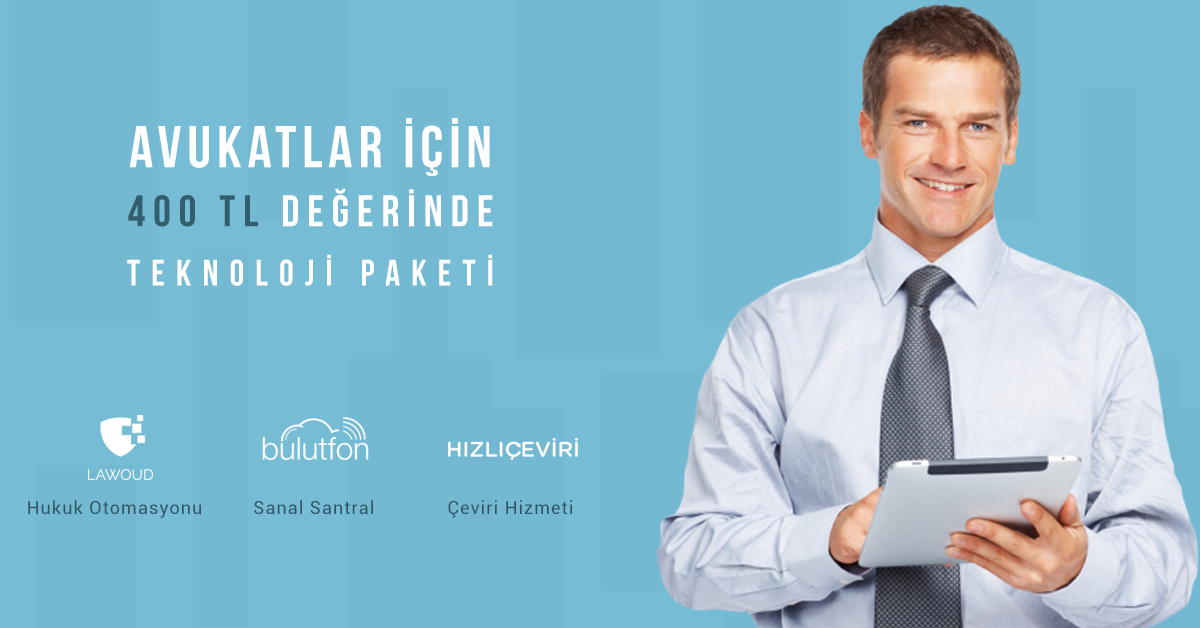 AVUKATLAR İÇİN
400 TL DEĞERİNDE
TEKNOLOJİ PAKETİ
LAWOUD
Hukuk Otomasyonu
bulutfon
Sanal Santral
HIZLIÇEVİRİ
Çeviri Hizmeti